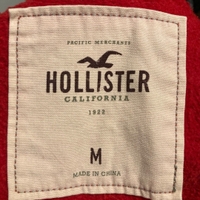 PACIFIC MERCHANTS
HOLLISTER
CALIFORNIA
1922
M
MADE IN CHINA